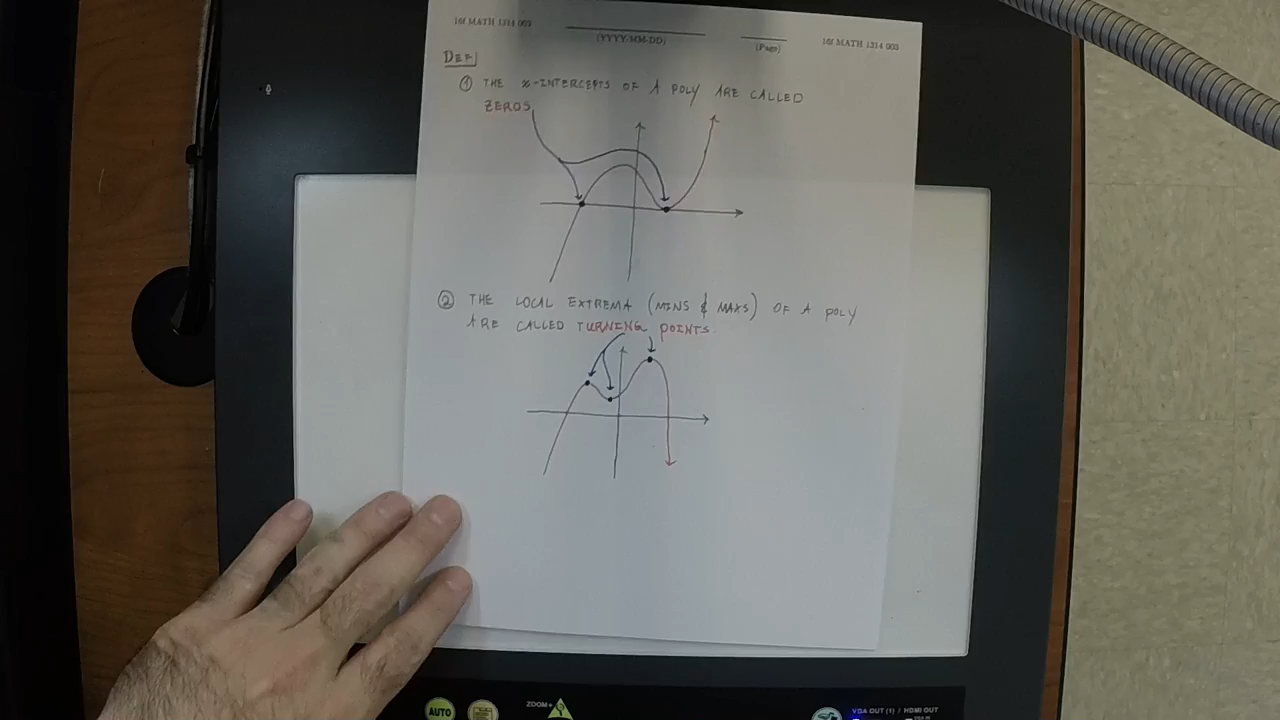 16f MATH 1314 003
(YYYY-MM-DD)
(Page)
16f MATH 1314 003
DEF
① THE x-INTERCEPTS OF A POLY ARE CALLED
ZEROS
② THE LOCAL EXTREMA (MINS & MAXS) OF A POLY
ARE CALLED TURNING POINTS.
AUTO
ZOOM+
VGA OUT (1) / HDMI OUT